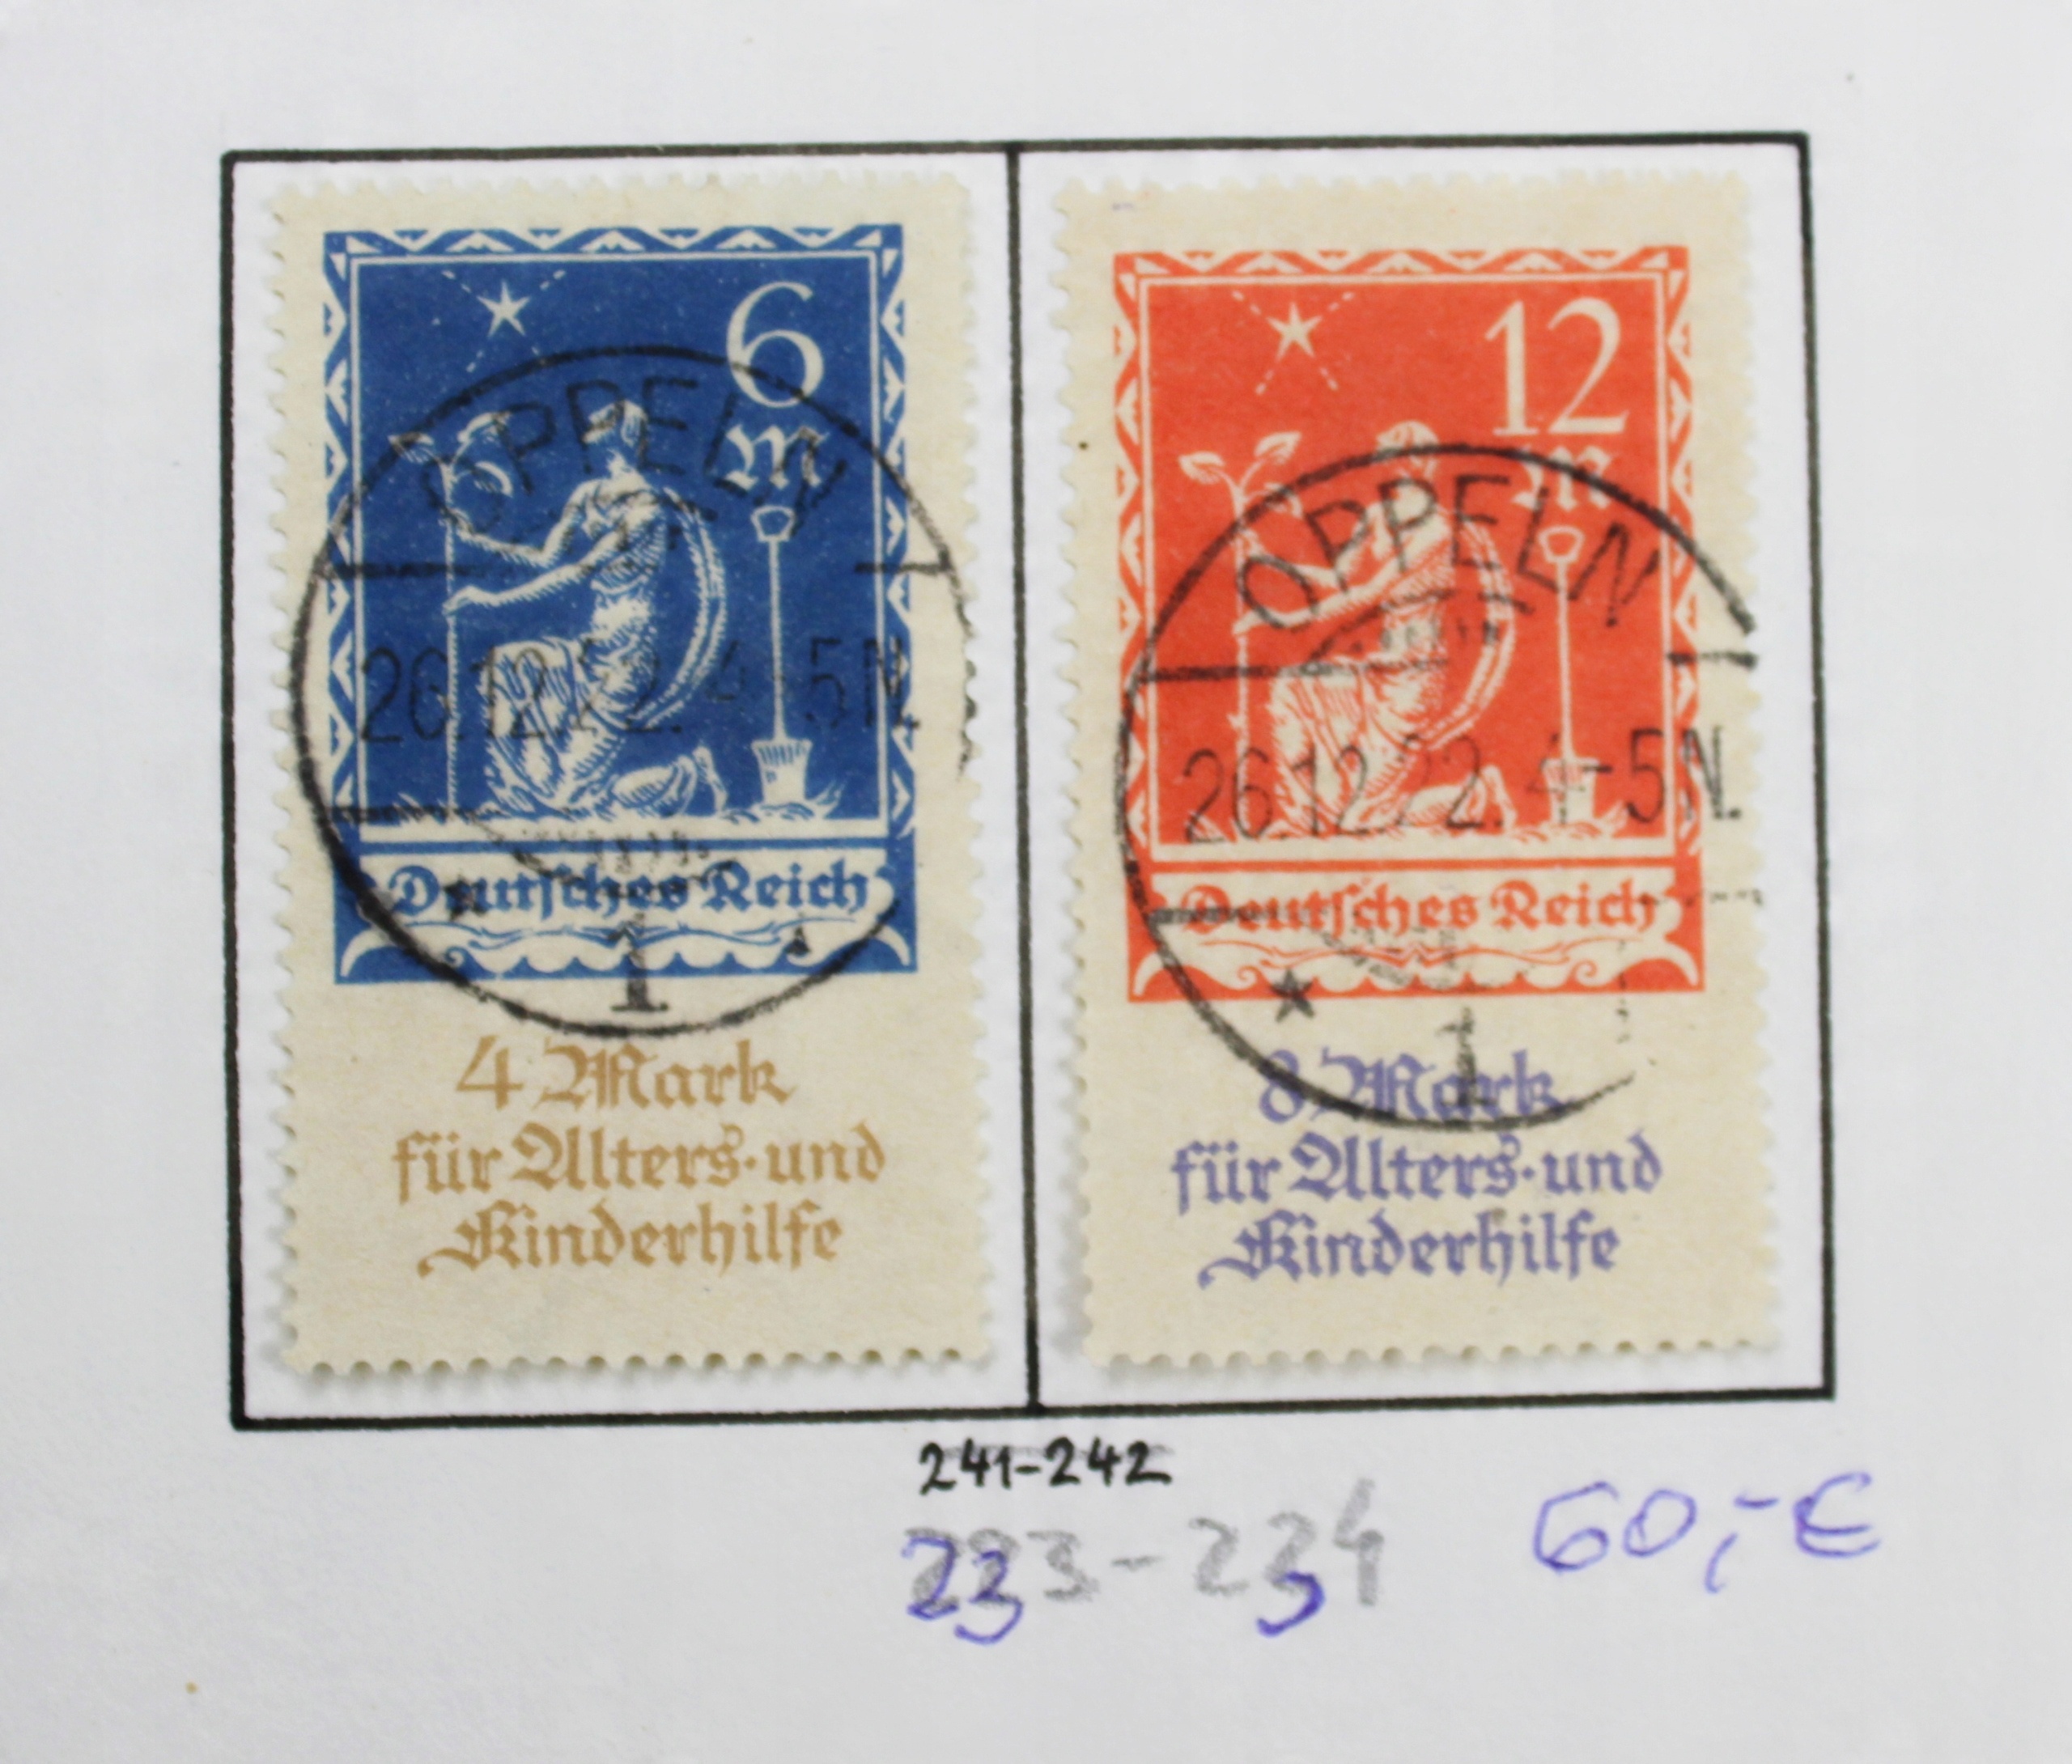 6
M
OPPELN
26.12.22. 4-5N.
Deutsches Reich
1
4 Mark
für Alters- und
Kinderhilfe
12
M
OPPELN
26.12.22. 4-5N.
Deutsches Reich
1
8 Mark
für Alters- und
Kinderhilfe
241-242
233-234
60,-€